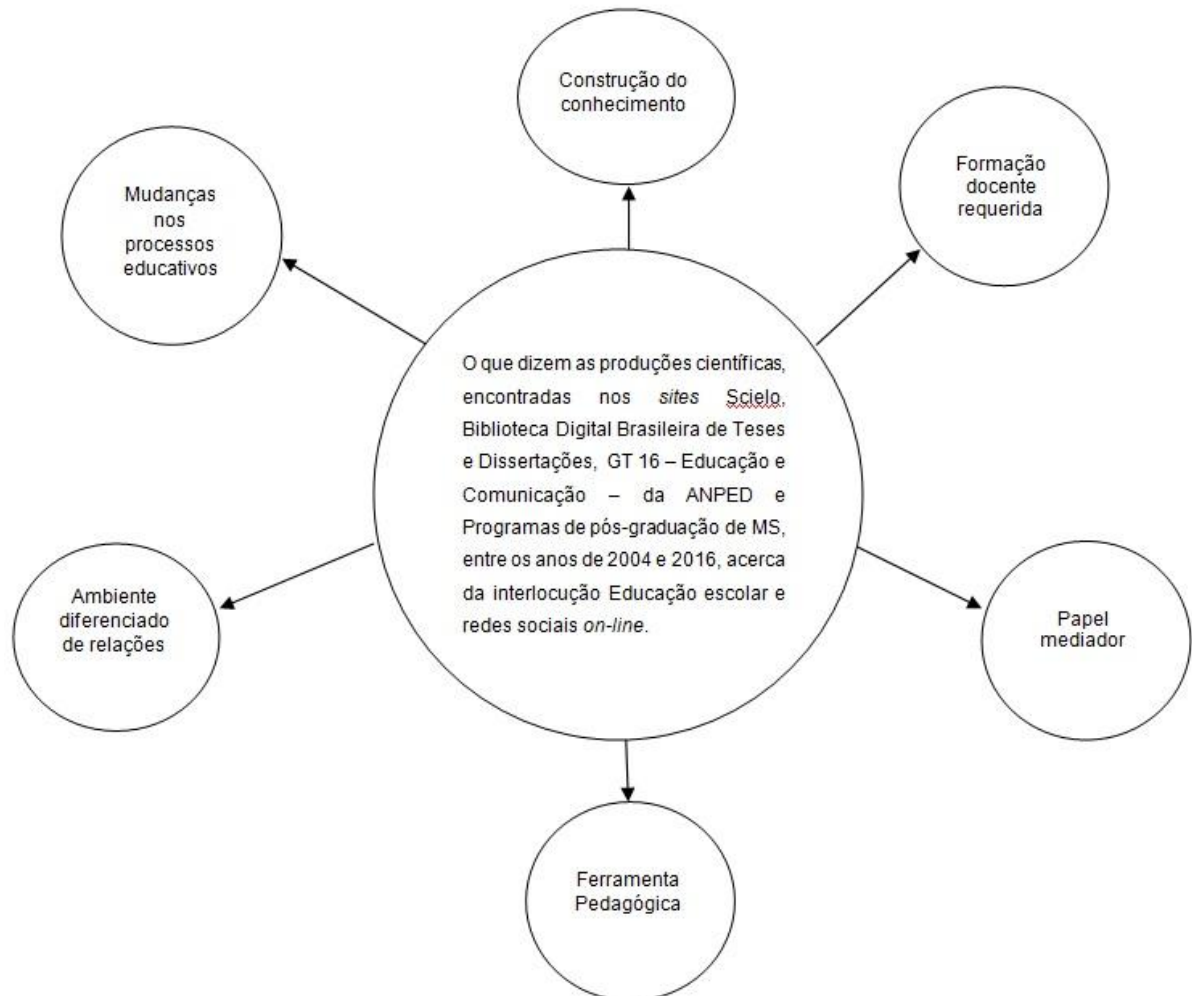 Construção do
conhecimento
Formação
docente
requerida
Mudanças
nos
processos
educativos
O que dizem as produções científicas,
encontradas nos sites Scielo,
Biblioteca Digital Brasileira de Teses
e Dissertações, GT 16 – Educação e
Comunicação – da ANPED e
Programas de pós-graduação de MS,
entre os anos de 2004 e 2016, acerca
da interlocução Educação escolar e
redes sociais on-line.
Ambiente
diferenciado
de relações
Papel
mediador
Ferramenta
Pedagógica